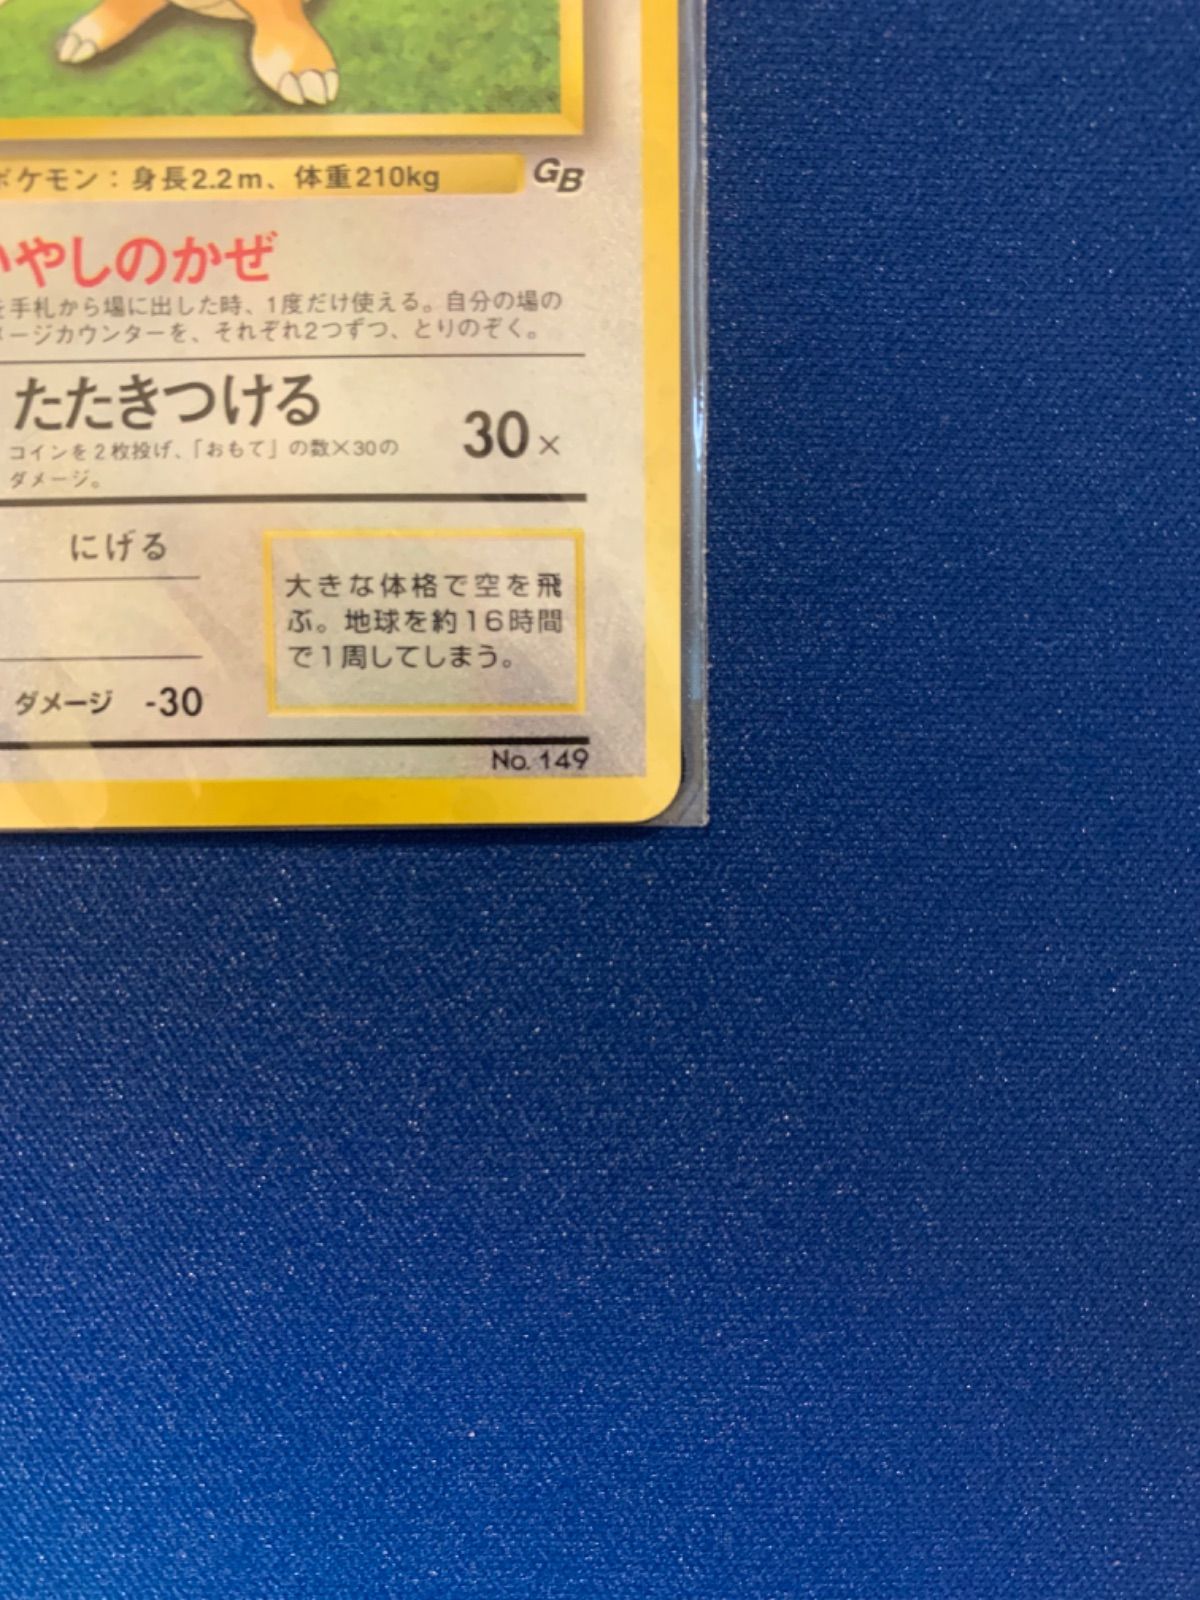 ポケモン：身長2.2m、体重210kg
GB
いやしのかぜ
を手札から場に出した時、1度だけ使える。自分の場の
メージカウンターを、それぞれ2つずつ、とりのぞく。
たたきつける
30×
コインを2枚投げ、「おもて」の数×30の
ダメージ。
にげる
大きな体格で空を飛
ぶ。地球を約16時間
で1周してしまう。
ダメージ -30
No. 149